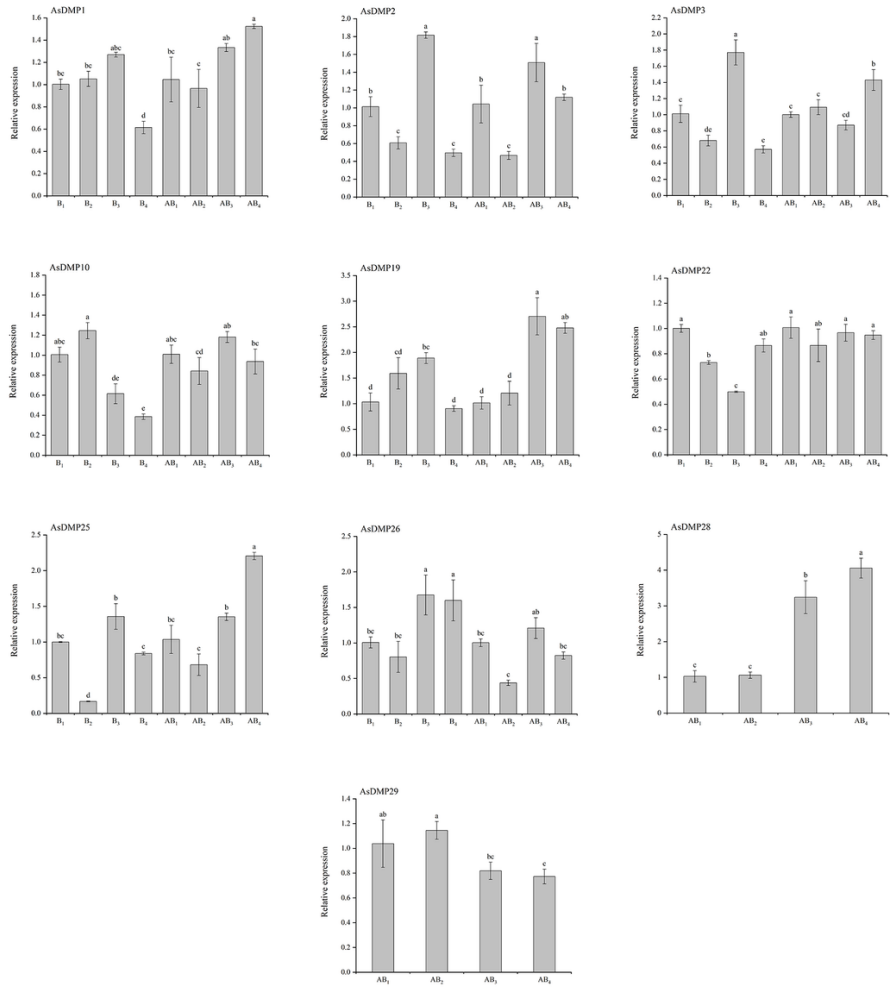 AsDMP1
Relative expression
1.6
1.4
1.2
1.0
0.8
0.6
0.4
0.2
0.0
bc bc abc d bc c ab a
B₁ B₂ B₃ B₄ AB₁ AB₂ AB₃ AB₄
AsDMP2
Relative expression
2.0
1.8
1.6
1.4
1.2
1.0
0.8
0.6
0.4
0.2
0.0
b c a c b c a b
B₁ B₂ B₃ B₄ AB₁ AB₂ AB₃ AB₄
AsDMP3
Relative expression
2.2
2.0
1.8
1.6
1.4
1.2
1.0
0.8
0.6
0.4
0.2
0.0
c de a e c c cd b
B₁ B₂ B₃ B₄ AB₁ AB₂ AB₃ AB₄
AsDMP10
Relative expression
1.8
1.6
1.4
1.2
1.0
0.8
0.6
0.4
0.2
0.0
abc a de e abc cd ab bc
B₁ B₂ B₃ B₄ AB₁ AB₂ AB₃ AB₄
AsDMP19
Relative expression
3.5
3.0
2.5
2.0
1.5
1.0
0.5
0.0
d cd bc d d d a ab
B₁ B₂ B₃ B₄ AB₁ AB₂ AB₃ AB₄
AsDMP22
Relative expression
1.4
1.2
1.0
0.8
0.6
0.4
0.2
0.0
a b c ab a ab a a
B₁ B₂ B₃ B₄ AB₁ AB₂ AB₃ AB₄
AsDMP25
Relative expression
2.5
2.0
1.5
1.0
0.5
0.0
bc d b c bc c b a
B₁ B₂ B₃ B₄ AB₁ AB₂ AB₃ AB₄
AsDMP26
Relative expression
2.5
2.0
1.5
1.0
0.5
0.0
bc bc a a bc c ab bc
B₁ B₂ B₃ B₄ AB₁ AB₂ AB₃ AB₄
AsDMP28
Relative expression
5
4
3
2
1
0
c c b a
AB₁ AB₂ AB₃ AB₄
AsDMP29
Relative expression
1.4
1.2
1.0
0.8
0.6
0.4
0.2
0.0
ab a bc c
AB₁ AB₂ AB₃ AB₄